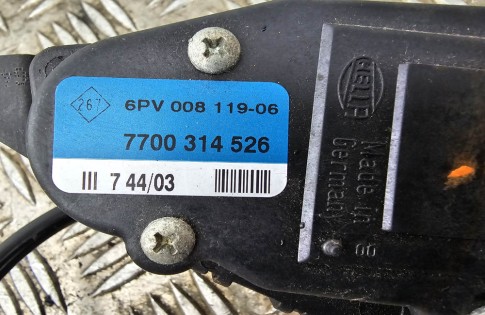 267
6PV 008 119-06
7700 314 526
III 7 44/03
HELLA
Made in
Germany